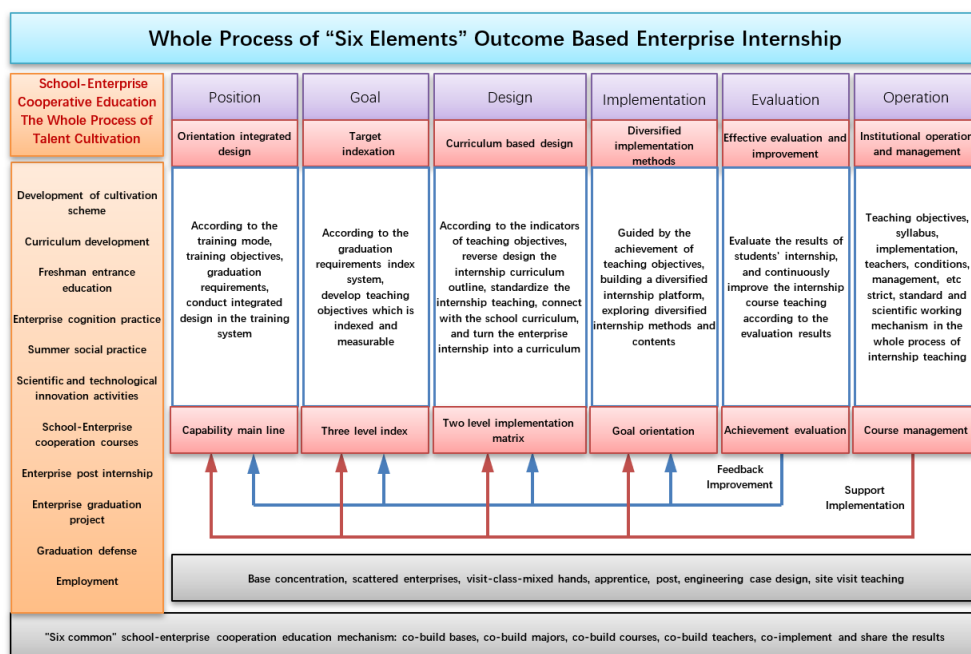 Whole Process of “Six Elements” Outcome Based Enterprise Internship
School-Enterprise
Cooperative Education
The Whole Process of
Talent Cultivation
Development of cultivation
scheme
Curriculum development
Freshman entrance
education
Enterprise cognition practice
Summer social practice
Scientific and technological
innovation activities
School-Enterprise
cooperation courses
Enterprise post internship
Enterprise graduation
project
Graduation defense
Employment
Position
Orientation integrated
design
According to the
training mode,
training objectives,
graduation
requirements,
conduct integrated
design in the training
system
Capability main line
Goal
Target
indexation
According to the
graduation
requirements index
system,
develop teaching
objectives which is
indexed and
measurable
Three level index
Design
Curriculum based design
According to the indicators
of teaching objectives,
reverse design the
internship curriculum
outline, standardize the
internship teaching, connect
with the school curriculum,
and turn the enterprise
internship into a curriculum
Two level implementation
matrix
Implementation
Diversified
implementation
methods
Guided by the
achievement of
teaching objectives,
building a diversified
internship platform,
exploring diversified
internship methods and
contents
Goal orientation
Evaluation
Effective evaluation and
improvement
Evaluate the results of
students' internship,
and continuously
improve the internship
course teaching
according to the
evaluation results
Achievement evaluation
Operation
Institutional operation
and management
Teaching objectives,
syllabus,
implementation,
teachers, conditions,
management, etc
strict, standard and
scientific working
mechanism in the
whole process of
internship teaching
Course management
Feedback
Improvement
Support
Implementation
Base concentration, scattered enterprises, visit-class-mixed hands, apprentice, post, engineering case design, site visit teaching
"Six common" school-enterprise cooperation education mechanism: co-build bases, co-build majors, co-build courses, co-build teachers, co-implement and share the results